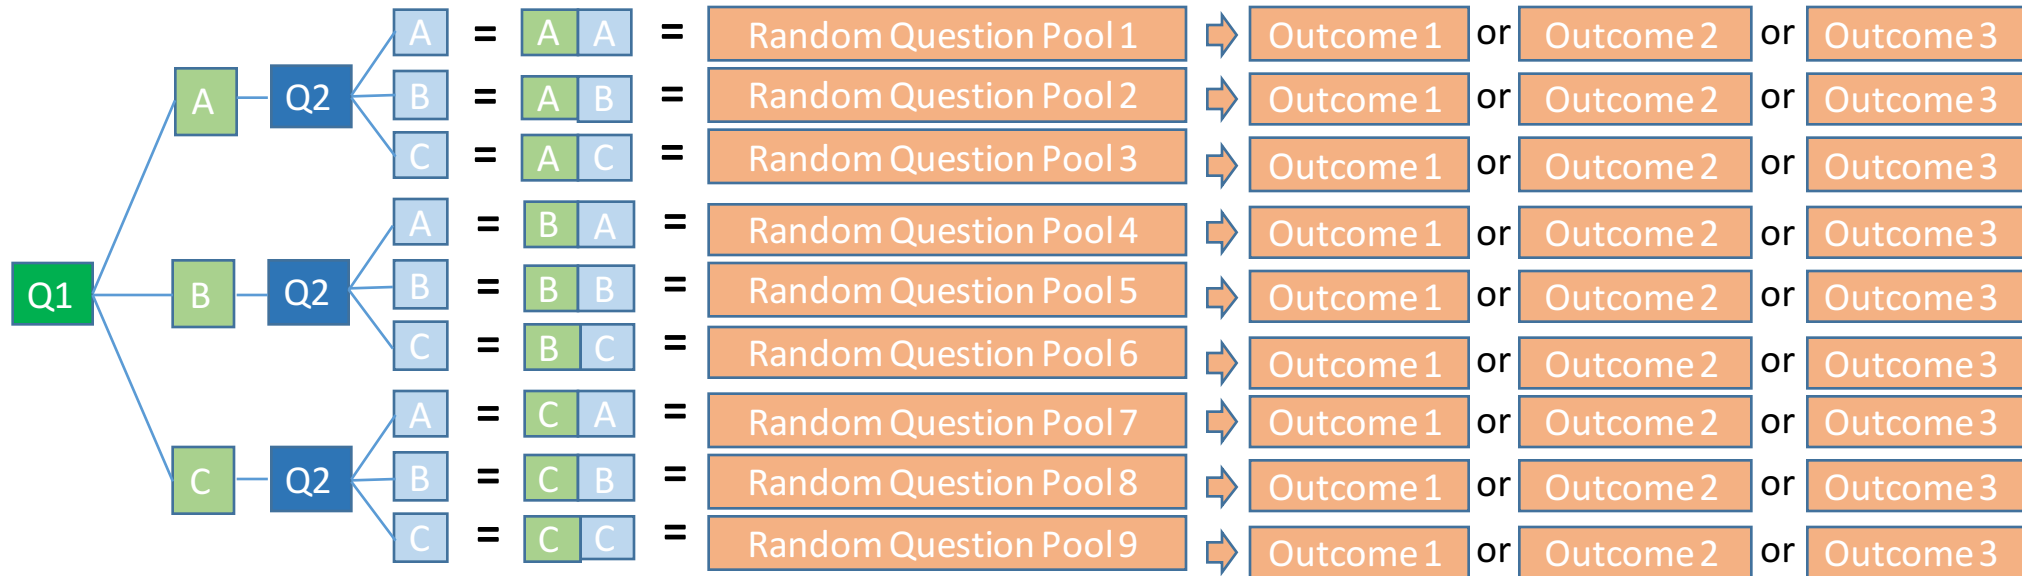 A = A A = Random Question Pool 1 Outcome 1 or Outcome 2 or Outcome 3
A Q2 B = A B = Random Question Pool 2 Outcome 1 or Outcome 2 or Outcome 3
C = A C = Random Question Pool 3 Outcome 1 or Outcome 2 or Outcome 3
A = B A = Random Question Pool 4 Outcome 1 or Outcome 2 or Outcome 3
Q1 B Q2 B = B B = Random Question Pool 5 Outcome 1 or Outcome 2 or Outcome 3
C = B C = Random Question Pool 6 Outcome 1 or Outcome 2 or Outcome 3
A = C A = Random Question Pool 7 Outcome 1 or Outcome 2 or Outcome 3
C Q2 B = C B = Random Question Pool 8 Outcome 1 or Outcome 2 or Outcome 3
C = C C = Random Question Pool 9 Outcome 1 or Outcome 2 or Outcome 3